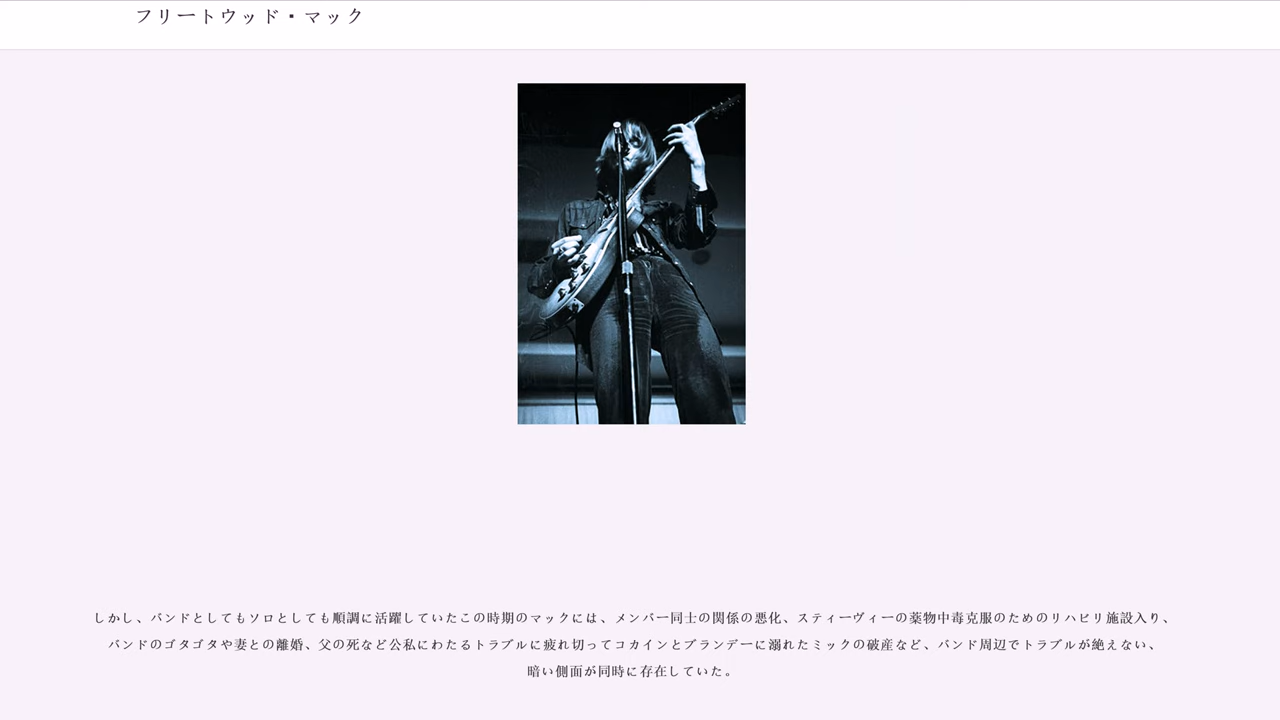 フリートウッド・マック
しかし、バンドとしてもソロとしても順調に活躍していたこの時期のマックには、メンバー同士の関係の悪化、スティーヴィーの薬物中毒克服のためのリハビリ施設入り、
バンドのゴタゴタや妻との離婚、父の死など公私にわたるトラブルに疲れ切ってコカインとブランデーに溺れたミックの破産など、バンド周辺でトラブルが絶えない、
暗い側面が同時に存在していた。